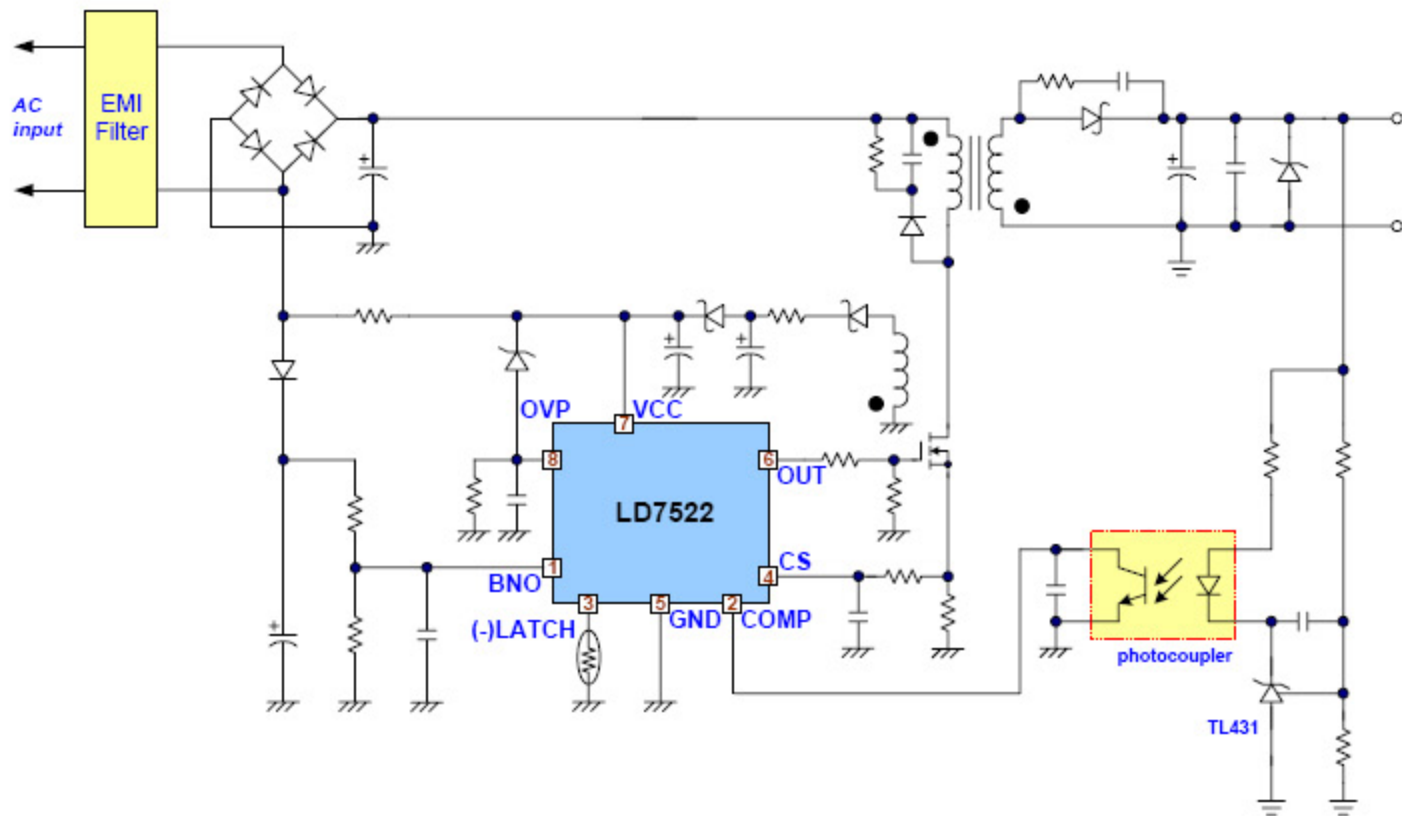 AC
input
EMI
Filter
+
+
+
+
OVP
VCC
7
8
6
OUT
LD7522
BNO
1
CS
4
3
5
2
(-)LATCH
GND
COMP
+
photocoupler
TL431